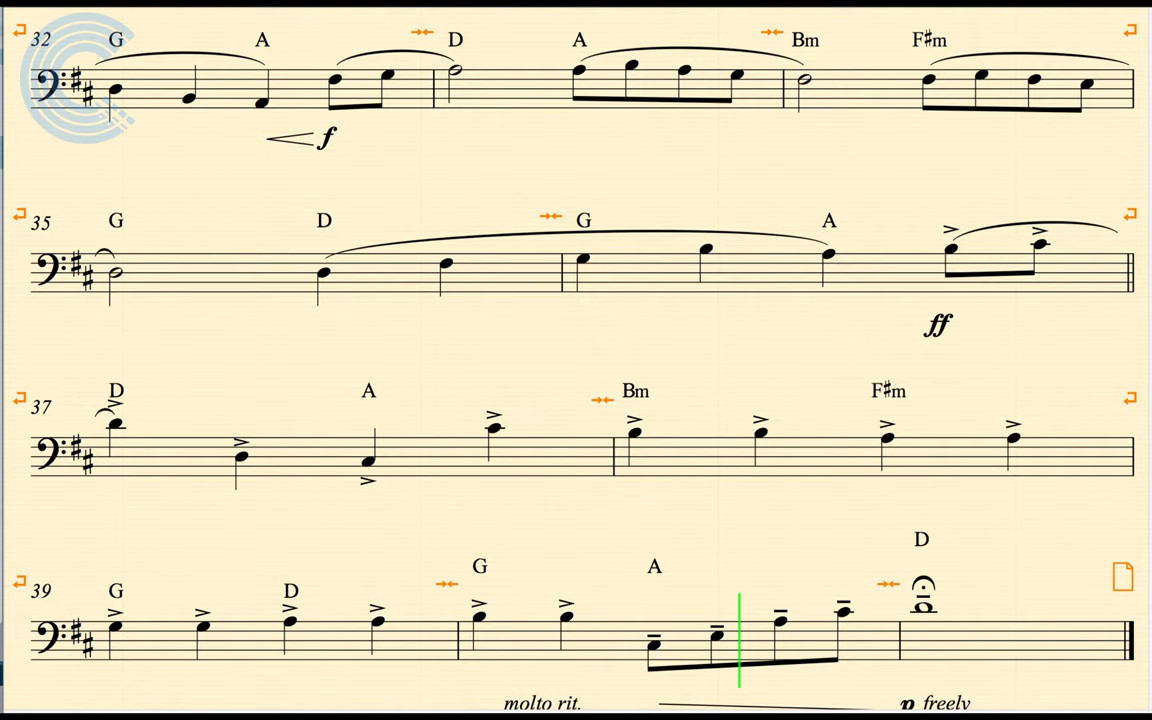 32 G A D A Bm F♯m
f
35 G D G A
ff
37 D A Bm F♯m
D
39 G D G A
molto rit. p freely